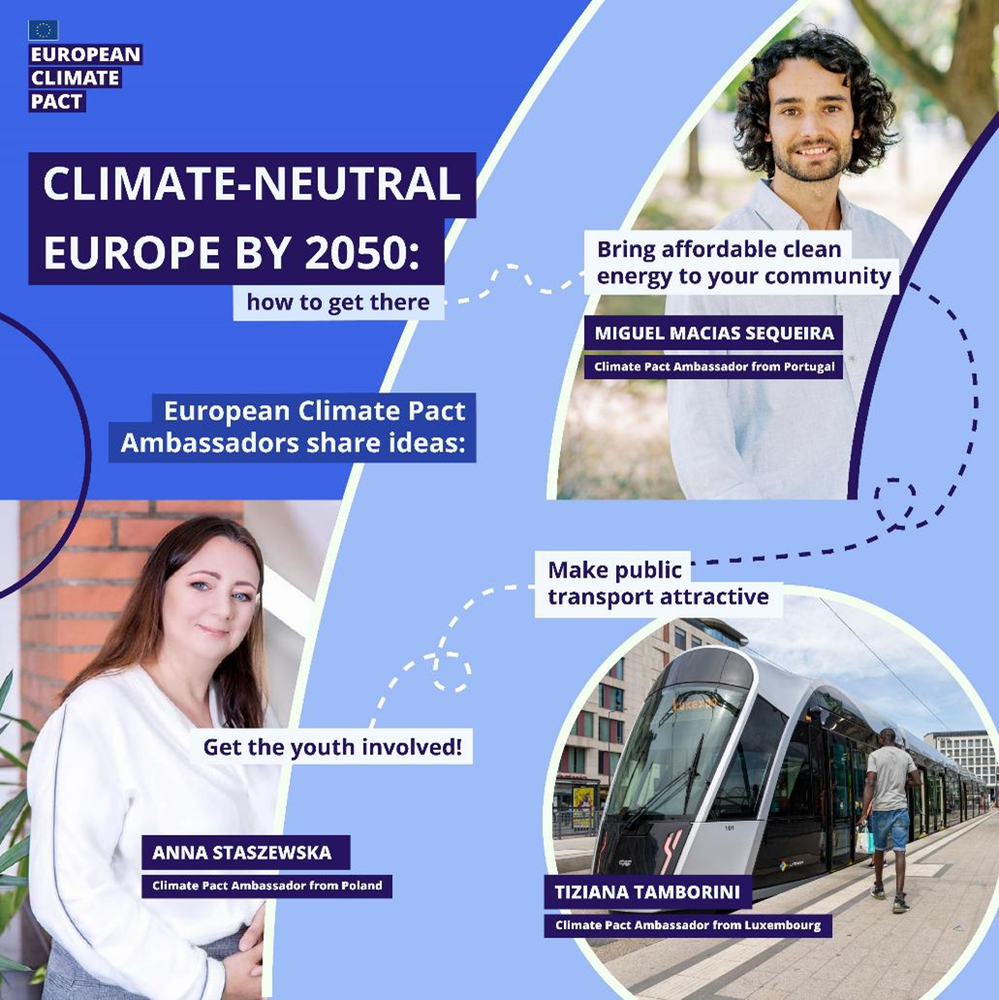 EUROPEAN
CLIMATE
PACT
CLIMATE-NEUTRAL
EUROPE BY 2050:
how to get there
European Climate Pact
Ambassadors share ideas:
Bring affordable clean
energy to your community
MIGUEL MACIAS SEQUEIRA
Climate Pact Ambassador from Portugal
Make public
transport attractive
Luxexpo
101
TIZIANA TAMBORINI
Climate Pact Ambassador from Luxembourg
Get the youth involved!
ANNA STASZEWSKA
Climate Pact Ambassador from Poland